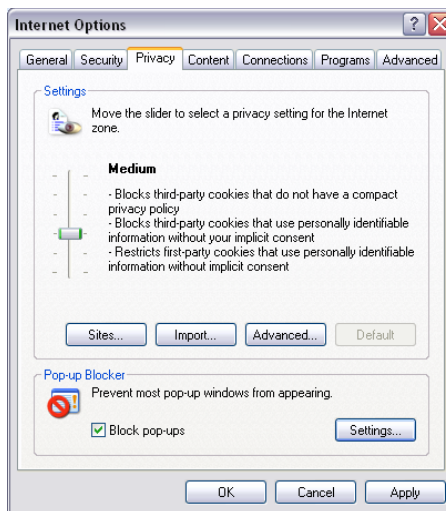 Internet Options
General Security Privacy Content Connections Programs Advanced
Settings
Move the slider to select a privacy setting for the Internet
zone.
Medium
- Blocks third-party cookies that do not have a compact
privacy policy
- Blocks third-party cookies that use personally identifiable
information without your implicit consent
- Restricts first-party cookies that use personally identifiable
information without implicit consent
Sites... Import... Advanced... Default
Pop-up Blocker
Prevent most pop-up windows from appearing.
Block pop-ups Settings...
OK Cancel Apply